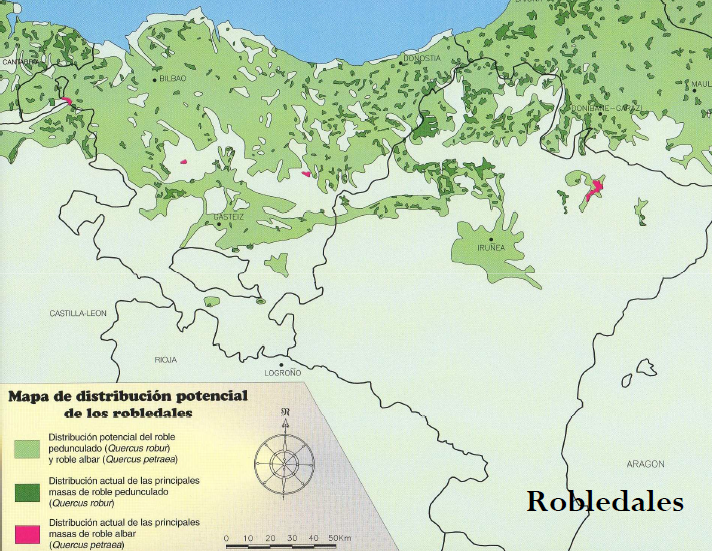 CANTABRIA
BILBAO
DONOSTIA
DONIBANE-GARAZI
GASTEIZ
IRUÑEA
CASTILLA-LEON
RIOJA
LOGROÑO
ARAGON
Robledales
Mapa de distribución potencial
de los robledales
Distribución potencial del roble
pedunculado (Quercus robur)
y roble albar (Quercus petraea)
Distribución actual de las principales
masas de roble pedunculado
(Quercus robur)
Distribución actual de las principales
masas de roble albar
(Quercus petraea)
0 10 20 30 40 50Km